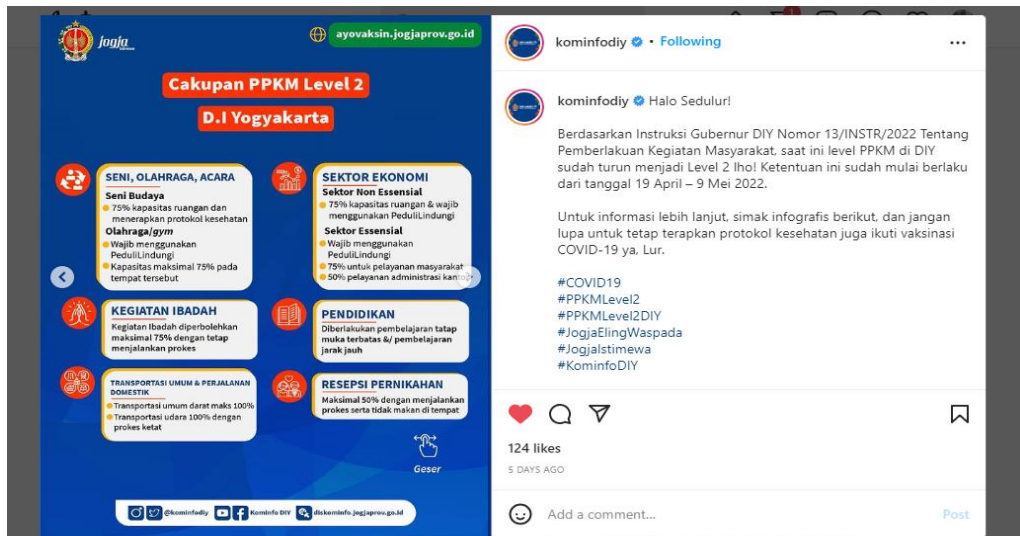 jogja
ayovaksin.jogjaprov.go.id
Cakupan PPKM Level 2
D.I Yogyakarta
SENI, OLAHRAGA, ACARA
Seni Budaya
75% kapasitas ruangan dan
menerapkan protokol kesehatan
Olahraga/gym
Wajib menggunakan
PeduliLindungi
Kapasitas maksimal 75% pada
tempat tersebut
SEKTOR EKONOMI
Sektor Non Essensial
75% kapasitas ruangan & wajib
menggunakan PeduliLindungi
Sektor Essensial
Wajib menggunakan
PeduliLindungi
75% untuk pelayanan masyarakat
50% pelayanan administrasi kantor
KEGIATAN IBADAH
Kegiatan Ibadah diperbolehkan
maksimal 75% dengan tetap
menjalankan prokes
PENDIDIKAN
Diberlakukan pembelajaran tatap
muka terbatas &/ pembelajaran
jarak jauh
TRANSPORTASI UMUM & PERJALANAN
DOMESTIK
Transportasi umum darat maks 100%
Transportasi udara 100% dengan
prokes ketat
RESEPSI PERNIKAHAN
Maksimal 50% dengan menjalankan
prokes serta tidak makan di tempat
Geser
@kominfodiy Kominfo DIY diskominfo.jogjaprov.go.id
kominfodiy • Following
kominfodiy Halo Sedulur!
Berdasarkan Instruksi Gubernur DIY Nomor 13/INSTR/2022 Tentang
Pemberlakuan Kegiatan Masyarakat, saat ini level PPKM di DIY
sudah turun menjadi Level 2 lho! Ketentuan ini sudah mulai berlaku
dari tanggal 19 April – 9 Mei 2022.
Untuk informasi lebih lanjut, simak infografis berikut, dan jangan
lupa untuk tetap terapkan protokol kesehatan juga ikuti vaksinasi
COVID-19 ya, Lur.
#COVID19
#PPKMLevel2
#PPKMLevel2DIY
#JogjaElingWaspada
#JogjaIstimewa
#KominfoDIY
124 likes
5 DAYS AGO
Add a comment...
Post